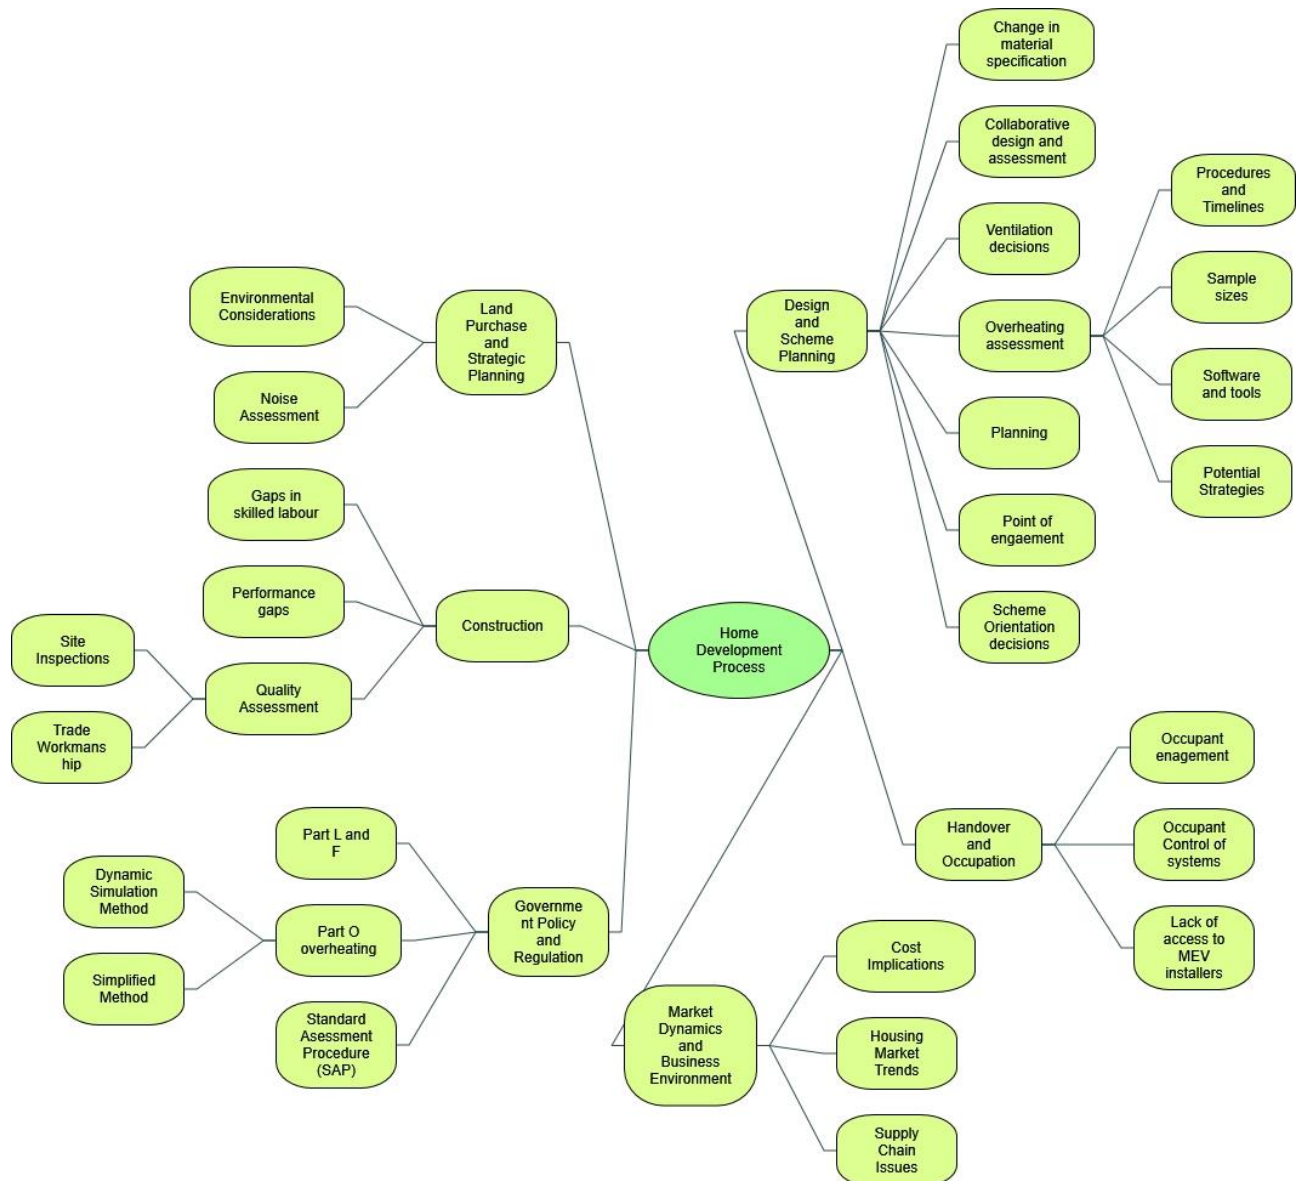 Change in
material
specification
Collaborative
design and
assessment
Ventilation
decisions
Overheating
assessment
Planning
Point of
engaement
Scheme
Orientation
decisions
Procedures
and
Timelines
Sample
sizes
Software
and tools
Potential
Strategies
Design
and
Scheme
Planning
Environmental
Considerations
Noise
Assessment
Land
Purchase
and
Strategic
Planning
Gaps in
skilled labour
Performance
gaps
Quality
Assessment
Site
Inspections
Trade
Workmans
hip
Construction
Home
Development
Process
Part L and
F
Part O
overheating
Standard
Asessment
Procedure
(SAP)
Dynamic
Simulation
Method
Simplified
Method
Governme
nt Policy
and
Regulation
Market
Dynamics
and
Business
Environment
Cost
Implications
Housing
Market
Trends
Supply
Chain
Issues
Handover
and
Occupation
Occupant
enagement
Occupant
Control of
systems
Lack of
access to
MEV
installers